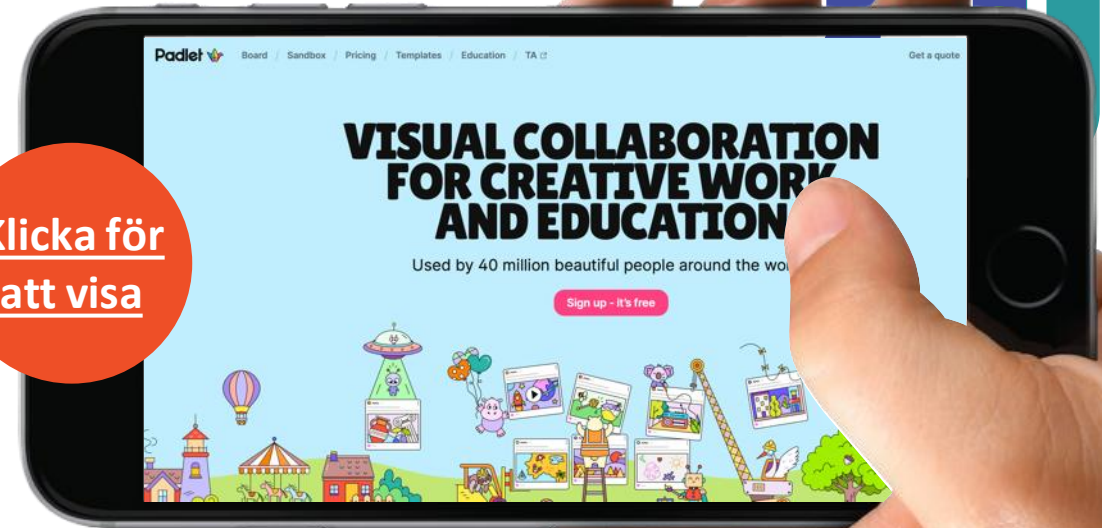 Padlet
Board / Sandbox / Pricing / Templates / Education / TA
Get a quote
VISUAL COLLABORATION
FOR CREATIVE WORK
AND EDUCATION
Used by 40 million beautiful people around the
Sign up - it's free
Klicka för
att visa